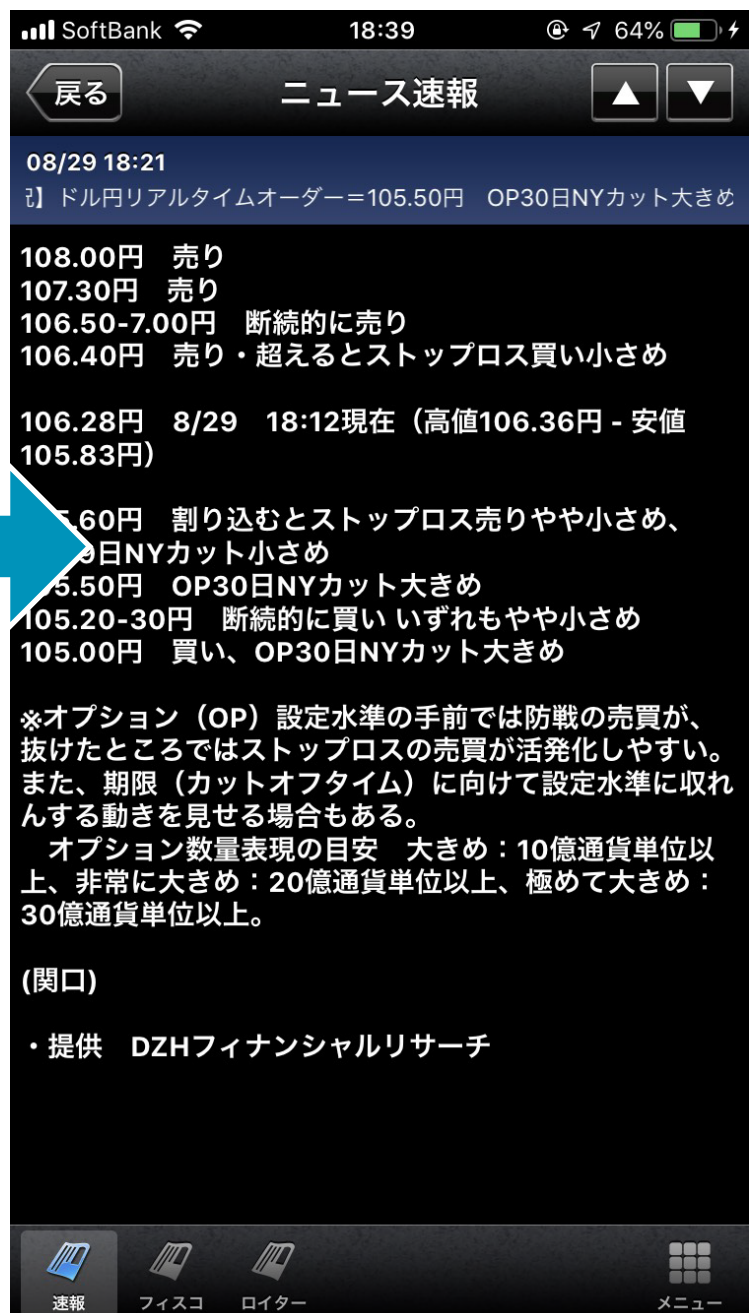 SoftBank 18:39 64%
戻る ニュース速報
08/29 18:21
】ドル円リアルタイムオーダー=105.50円　OP30日NYカット大きめ
108.00円　売り
107.30円　売り
106.50-7.00円　断続的に売り
106.40円　売り・超えるとストップロス買い小さめ
106.28円　8/29　18:12現在（高値106.36円 - 安値
105.83円）
.60円　割り込むとストップロス売りやや小さめ、
9日NYカット小さめ
5.50円　OP30日NYカット大きめ
105.20-30円　断続的に買い いずれもやや小さめ
105.00円　買い、OP30日NYカット大きめ
※オプション（OP）設定水準の手前では防戦の売買が、
抜けたところではストップロスの売買が活発化しやすい。
また、期限（カットオフタイム）に向けて設定水準に収れ
んする動きを見せる場合もある。
　オプション数量表現の目安　大きめ：10億通貨単位以
上、非常に大きめ：20億通貨単位以上、極めて大きめ：
30億通貨単位以上。
(関口)
・提供　DZHフィナンシャルリサーチ
速報 フィスコ ロイター メニュー